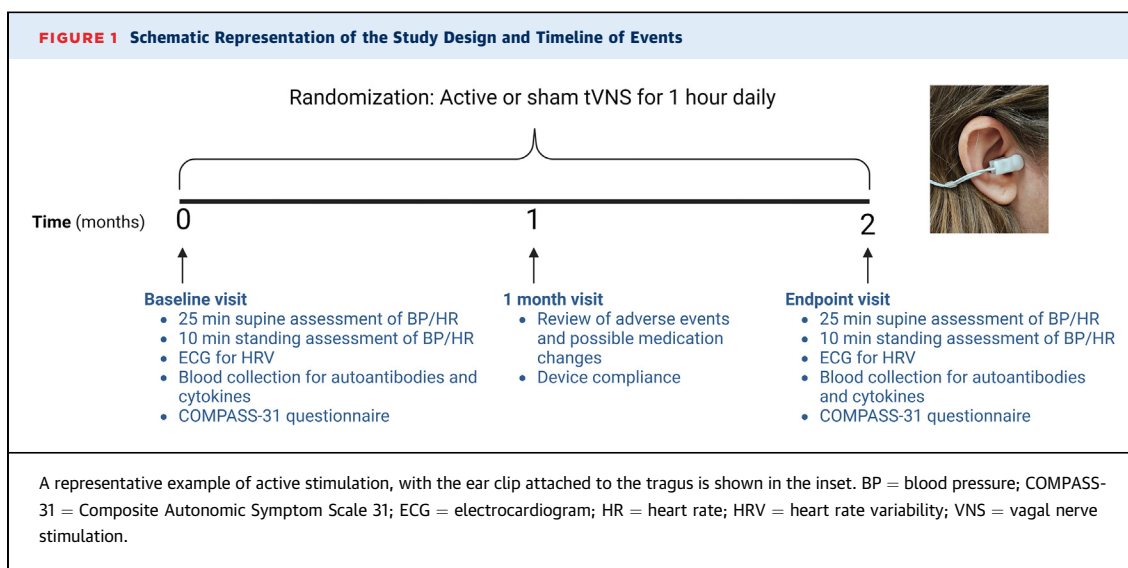 FIGURE 1 Schematic Representation of the Study Design and Timeline of Events
Randomization: Active or sham tVNS for 1 hour daily
Time (months)
0
1
2
Baseline visit
• 25 min supine assessment of BP/HR
• 10 min standing assessment of BP/HR
• ECG for HRV
• Blood collection for autoantibodies and
cytokines
• COMPASS-31 questionnaire
1 month visit
• Review of adverse events
and possible medication
changes
• Device compliance
Endpoint visit
• 25 min supine assessment of BP/HR
• 10 min standing assessment of BP/HR
• ECG for HRV
• Blood collection for autoantibodies
and cytokines
• COMPASS-31 questionnaire
A representative example of active stimulation, with the ear clip attached to the tragus is shown in the inset. BP = blood pressure; COMPASS-
31 = Composite Autonomic Symptom Scale 31; ECG = electrocardiogram; HR = heart rate; HRV = heart rate variability; VNS = vagal nerve
stimulation.